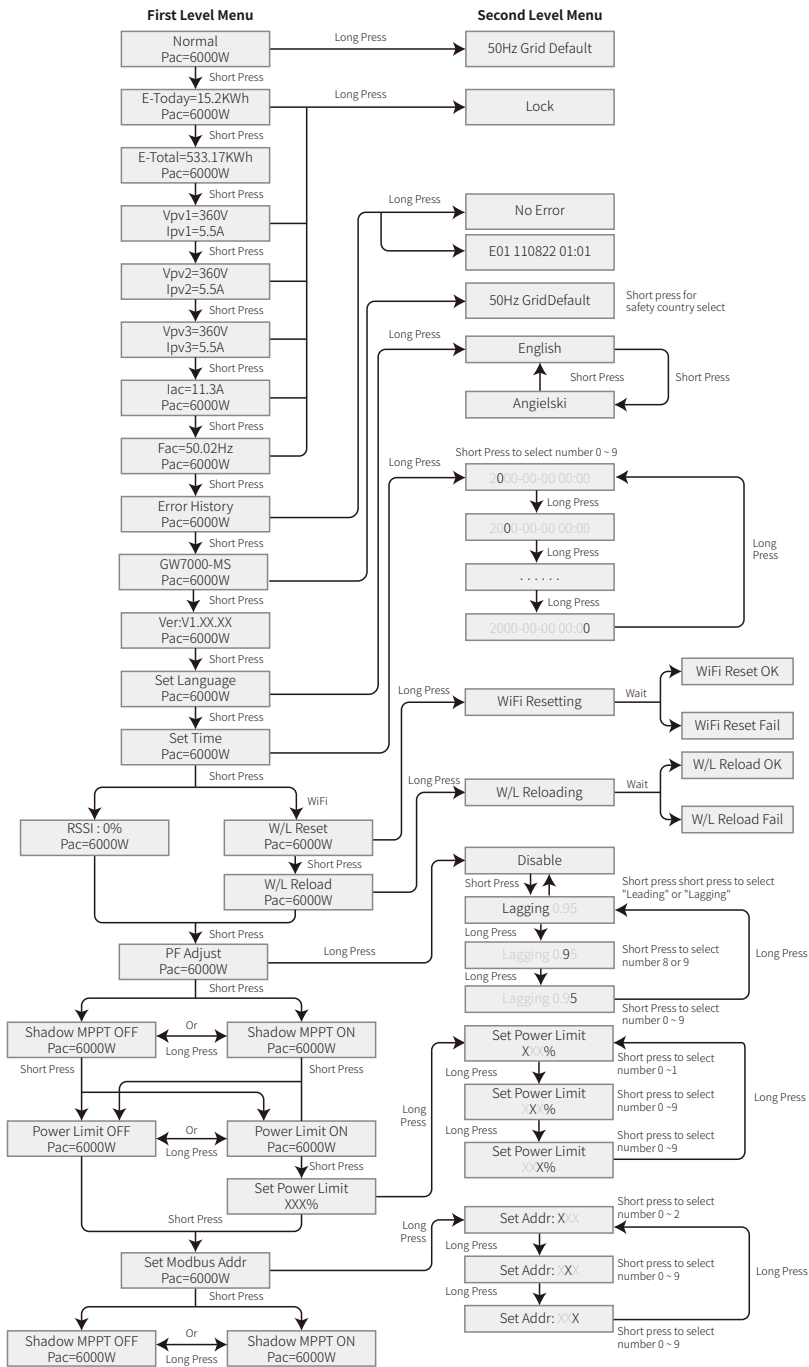 First Level Menu
Second Level Menu
Normal
Pac=6000W
Long Press
50Hz Grid Default
Short Press
E-Today=15.2KWh
Pac=6000W
Long Press
Lock
Short Press
E-Total=533.17KWh
Pac=6000W
Short Press
Vpv1=360V
Ipv1=5.5A
Long Press
No Error
E01 110822 01:01
Short Press
Vpv2=360V
Ipv2=5.5A
50Hz GridDefault
Short press for
safety country select
Short Press
Vpv3=360V
Ipv3=5.5A
Long Press
English
Short Press
Short Press
Angielski
Short Press
Iac=11.3A
Pac=6000W
Short Press
Fac=50.02Hz
Pac=6000W
Short Press to select number 0 ~ 9
Long Press
2000-00-00 00:00
Short Press
Error History
Pac=6000W
Long Press
2000-00-00 00:00
Long Press
. . . . . .
Long Press
2000-00-00 00:00
Long
Press
Short Press
GW7000-MS
Pac=6000W
Short Press
Ver:V1.XX.XX
Pac=6000W
Short Press
Set Language
Pac=6000W
Short Press
Set Time
Pac=6000W
Long Press
WiFi Resetting
Wait
WiFi Reset OK
WiFi Reset Fail
Short Press
WiFi
Long Press
W/L Reloading
Wait
W/L Reload OK
W/L Reload Fail
RSSI : 0%
Pac=6000W
W/L Reset
Pac=6000W
Short Press
W/L Reload
Pac=6000W
Short Press
PF Adjust
Pac=6000W
Long Press
Disable
Short Press
Short press short press to select
"Leading" or "Lagging"
Lagging 0.95
Long Press
Lagging 0.95
Short Press to select
number 8 or 9
Long Press
Long Press
Lagging 0.95
Short Press to select
number 0 ~ 9
Short Press
Shadow MPPT OFF
Pac=6000W
Or
Long Press
Shadow MPPT ON
Pac=6000W
Short Press
Short Press
Long
Press
Set Power Limit
XXX%
Short press to select
number 0 ~1
Long Press
Set Power Limit
XXX%
Short press to select
number 0 ~9
Long Press
Long Press
Set Power Limit
XXX%
Short press to select
number 0 ~9
Power Limit OFF
Pac=6000W
Or
Long Press
Power Limit ON
Pac=6000W
Short Press
Set Power Limit
XXX%
Short Press
Long
Press
Set Addr: XXX
Short press to select
number 0 ~ 2
Long Press
Set Addr: XXX
Short press to select
number 0 ~ 9
Long Press
Long Press
Set Addr: XXX
Short press to select
number 0 ~ 9
Set Modbus Addr
Pac=6000W
Short Press
Shadow MPPT OFF
Pac=6000W
Or
Long Press
Shadow MPPT ON
Pac=6000W